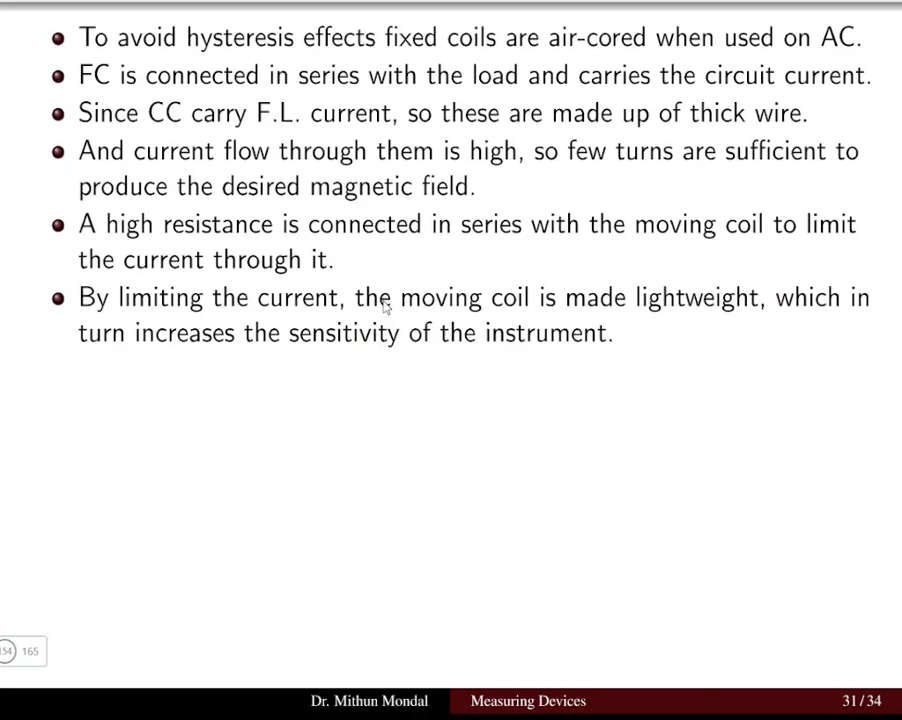 To avoid hysteresis effects fixed coils are air-cored when used on AC.
FC is connected in series with the load and carries the circuit current.
Since CC carry F.L. current, so these are made up of thick wire.
And current flow through them is high, so few turns are sufficient to
produce the desired magnetic field.
A high resistance is connected in series with the moving coil to limit
the current through it.
By limiting the current, the moving coil is made lightweight, which in
turn increases the sensitivity of the instrument.
154 165
Dr. Mithun Mondal Measuring Devices 31/34